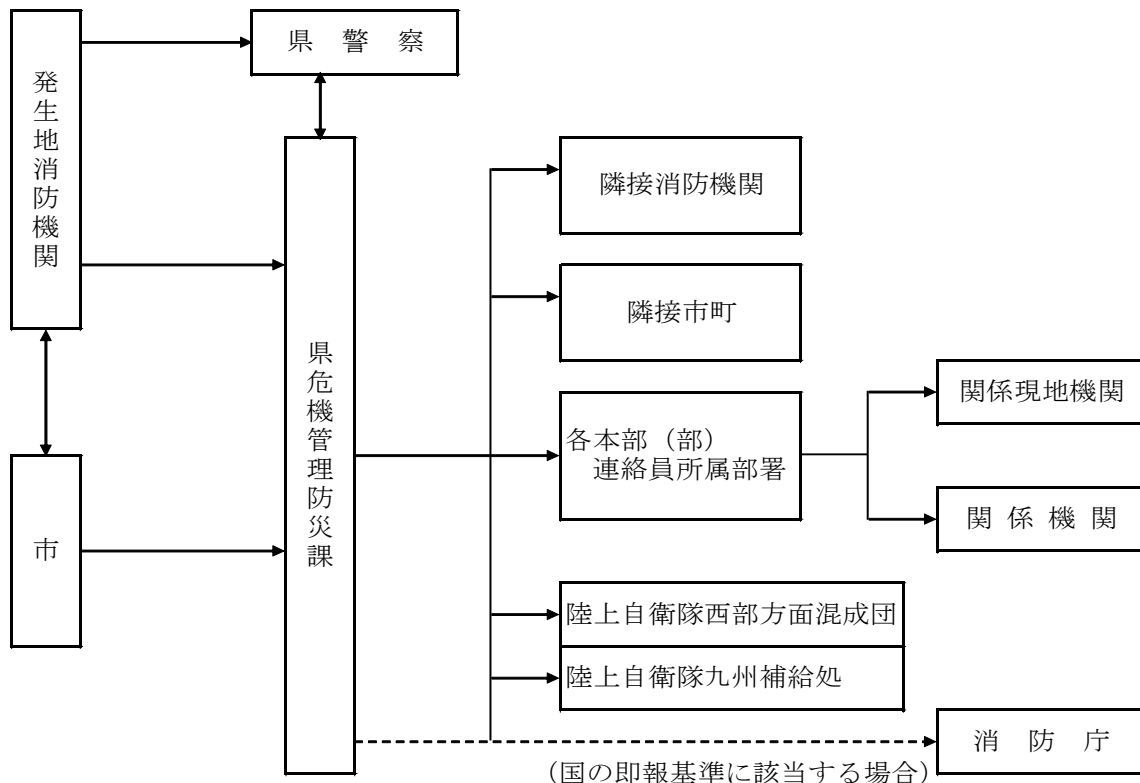 県　警　察
発生地消防機関
隣接消防機関
隣接市町
県危機管理防災課
関係現地機関
各本部（部）
連絡員所属部署
関 係 機 関
市
陸上自衛隊西部方面混成団
陸上自衛隊九州補給処
消　防　庁
（国の即報基準に該当する場合）